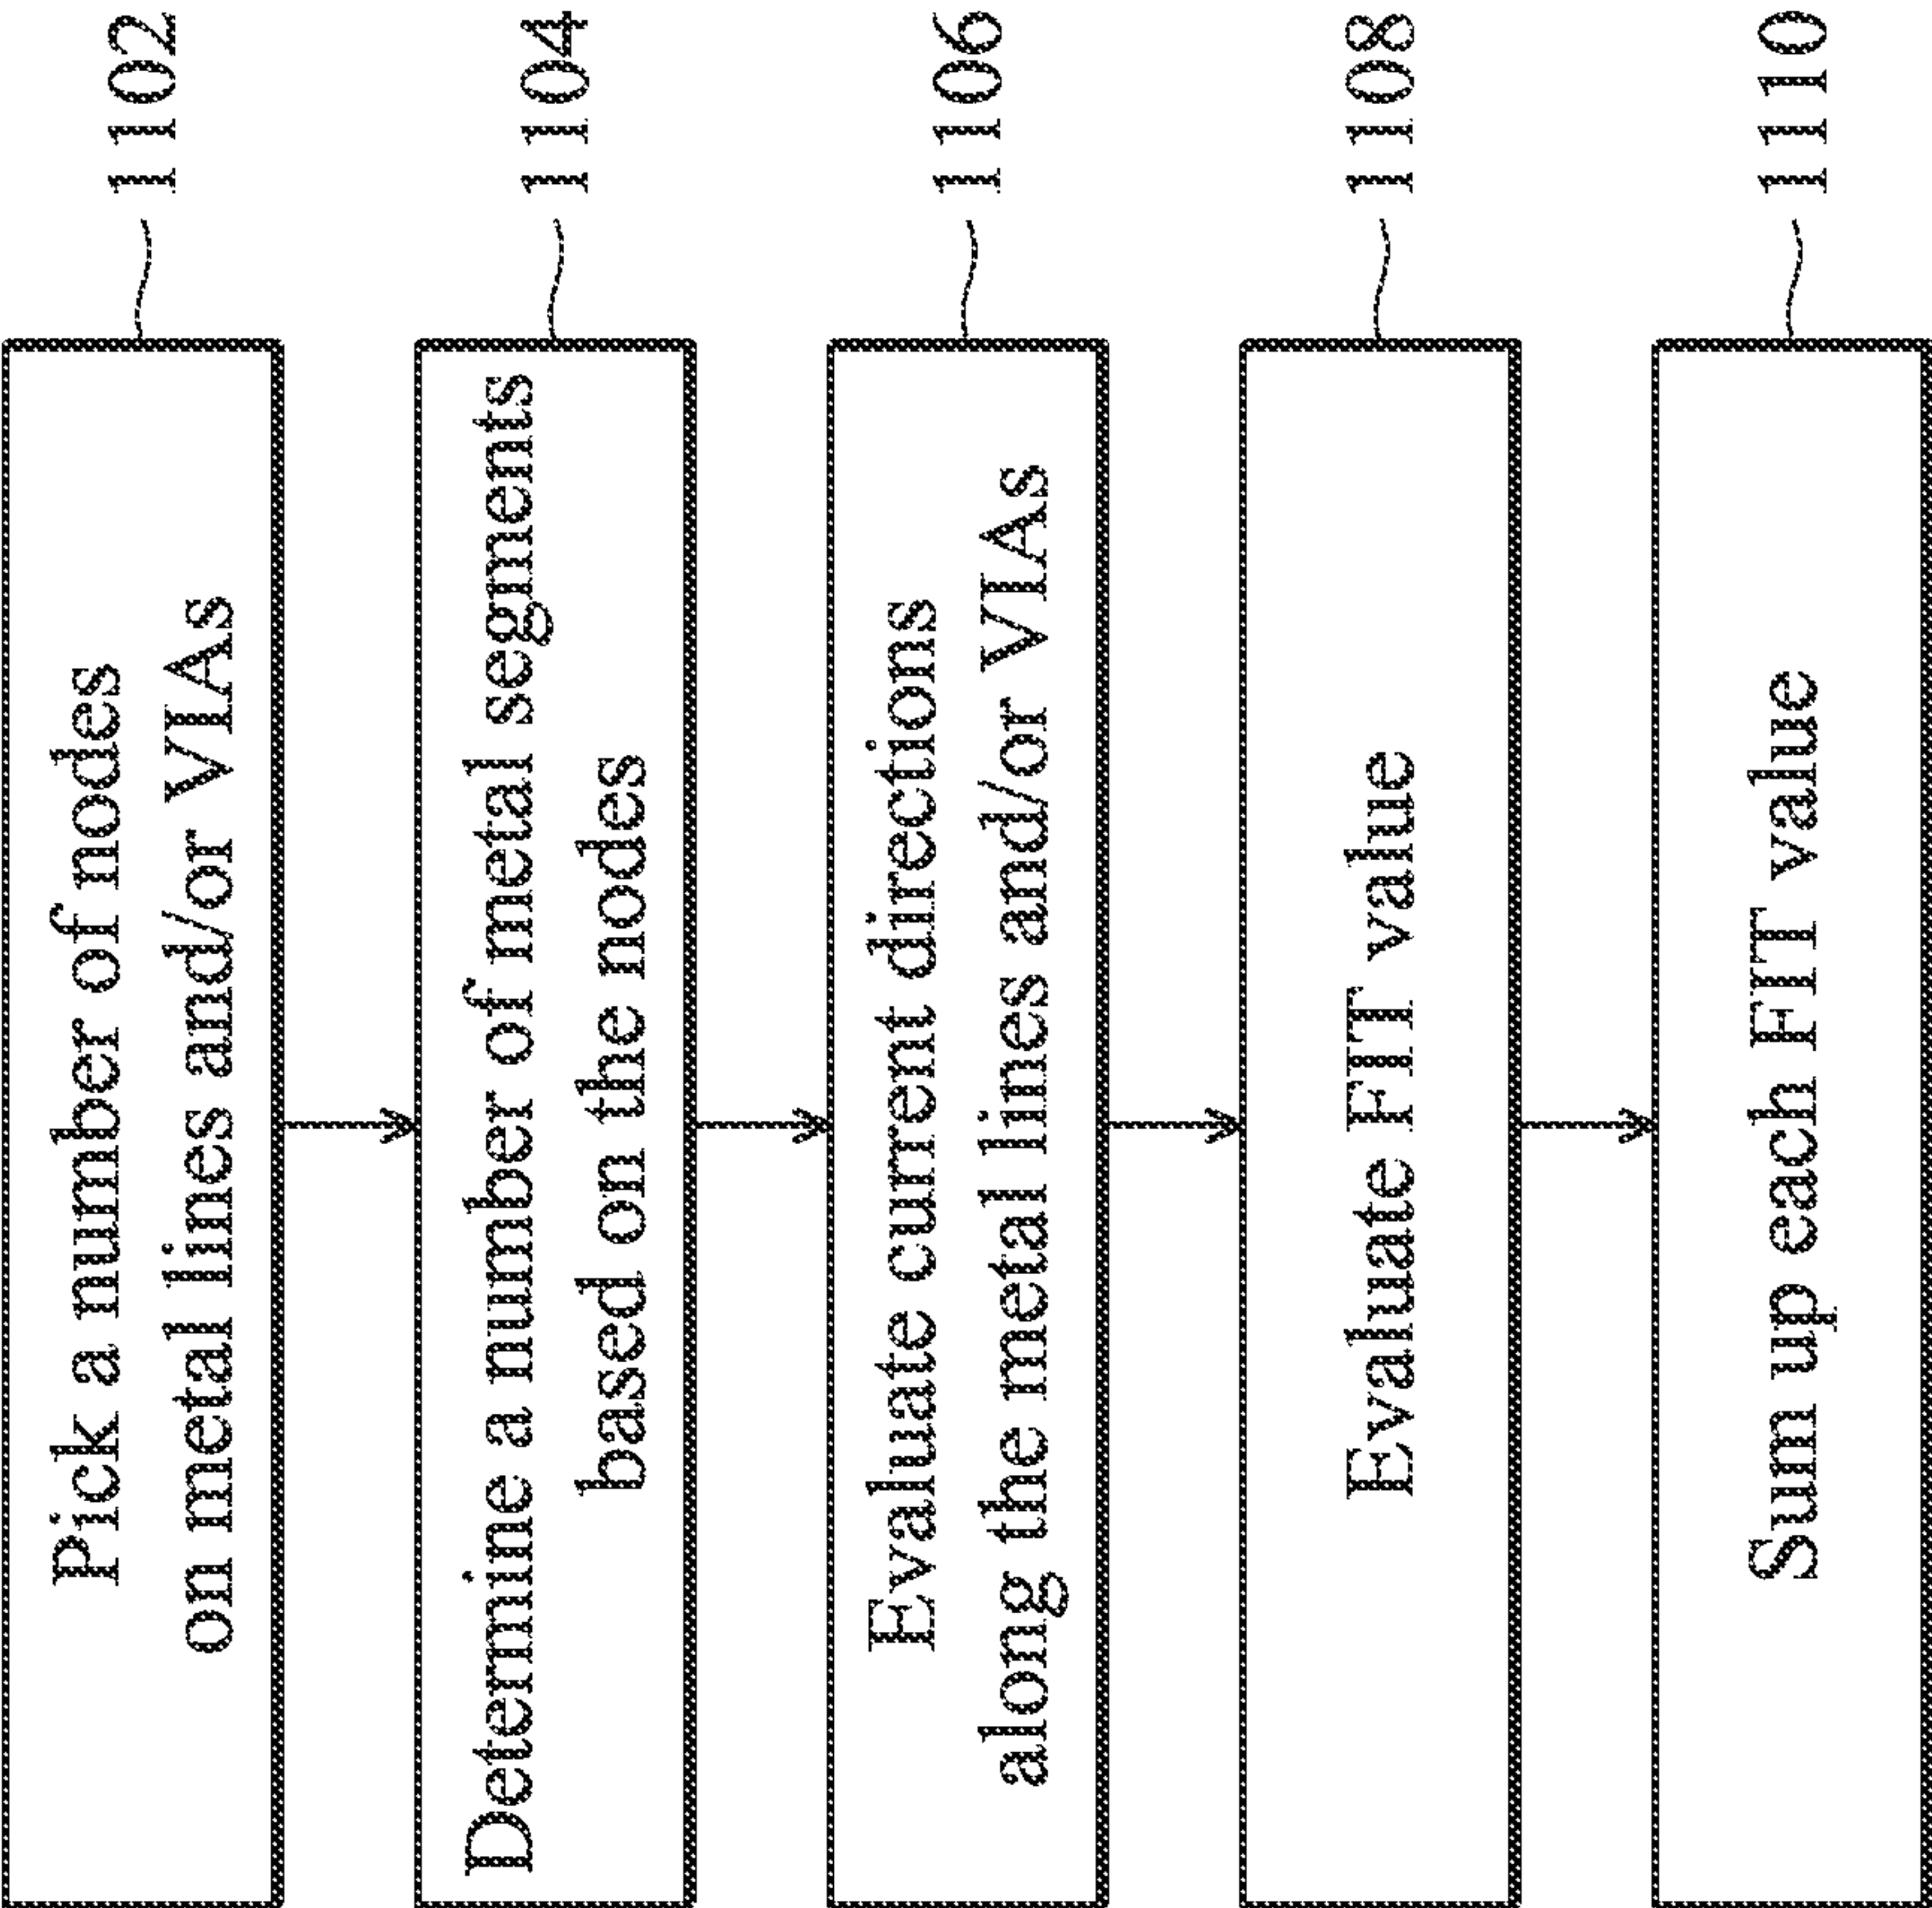 Pick a number of nodes
on metal lines and/or VIAs
1102
Determine a number of metal segments
based on the nodes
1104
Evaluate current directions
along the metal lines and/or VIAs
1106
Evaluate FIT value
1108
Sum up each FIT value
1110